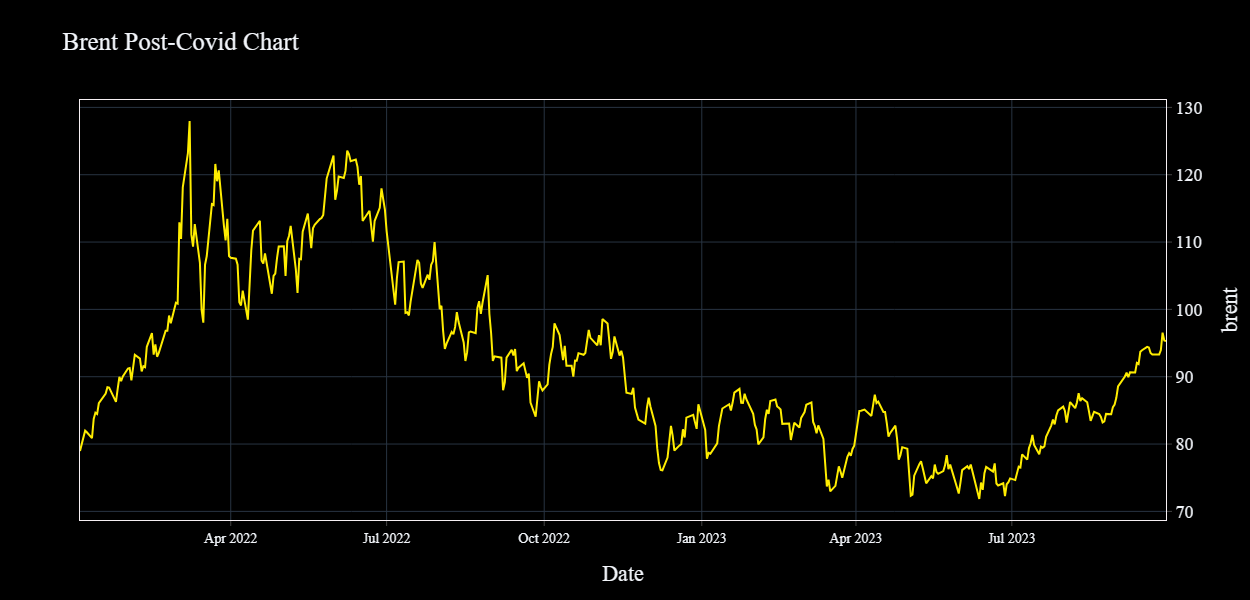 Brent Post-Covid Chart
130
120
110
100
90
80
70
brent
Apr 2022
Jul 2022
Oct 2022
Jan 2023
Apr 2023
Jul 2023
Date